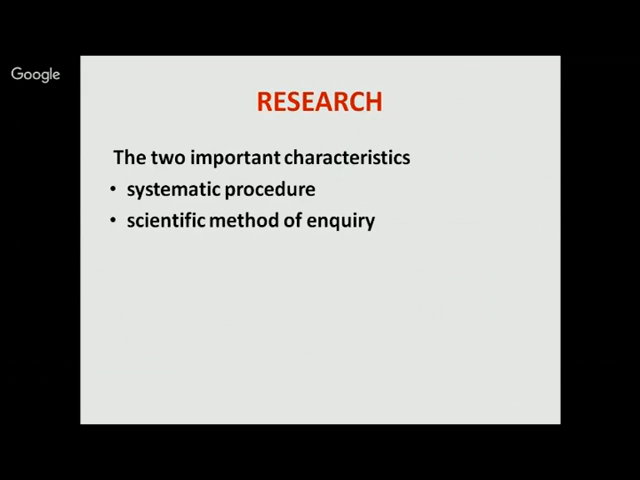 Google
RESEARCH
The two important characteristics
• systematic procedure
• scientific method of enquiry